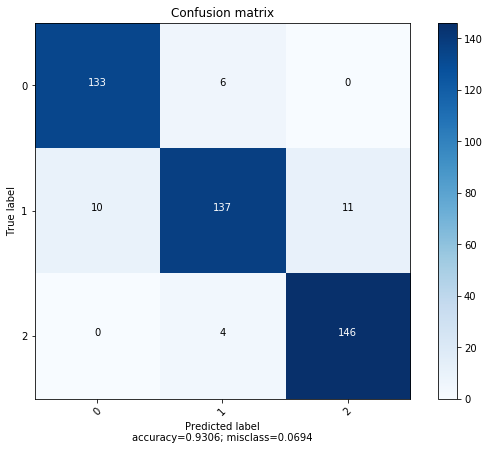 Confusion matrix
0 133 6 0
1 10 137 11
2 0 4 146
True label
0 1 2
Predicted label
accuracy=0.9306; misclass=0.0694
140
120
100
80
60
40
20
0